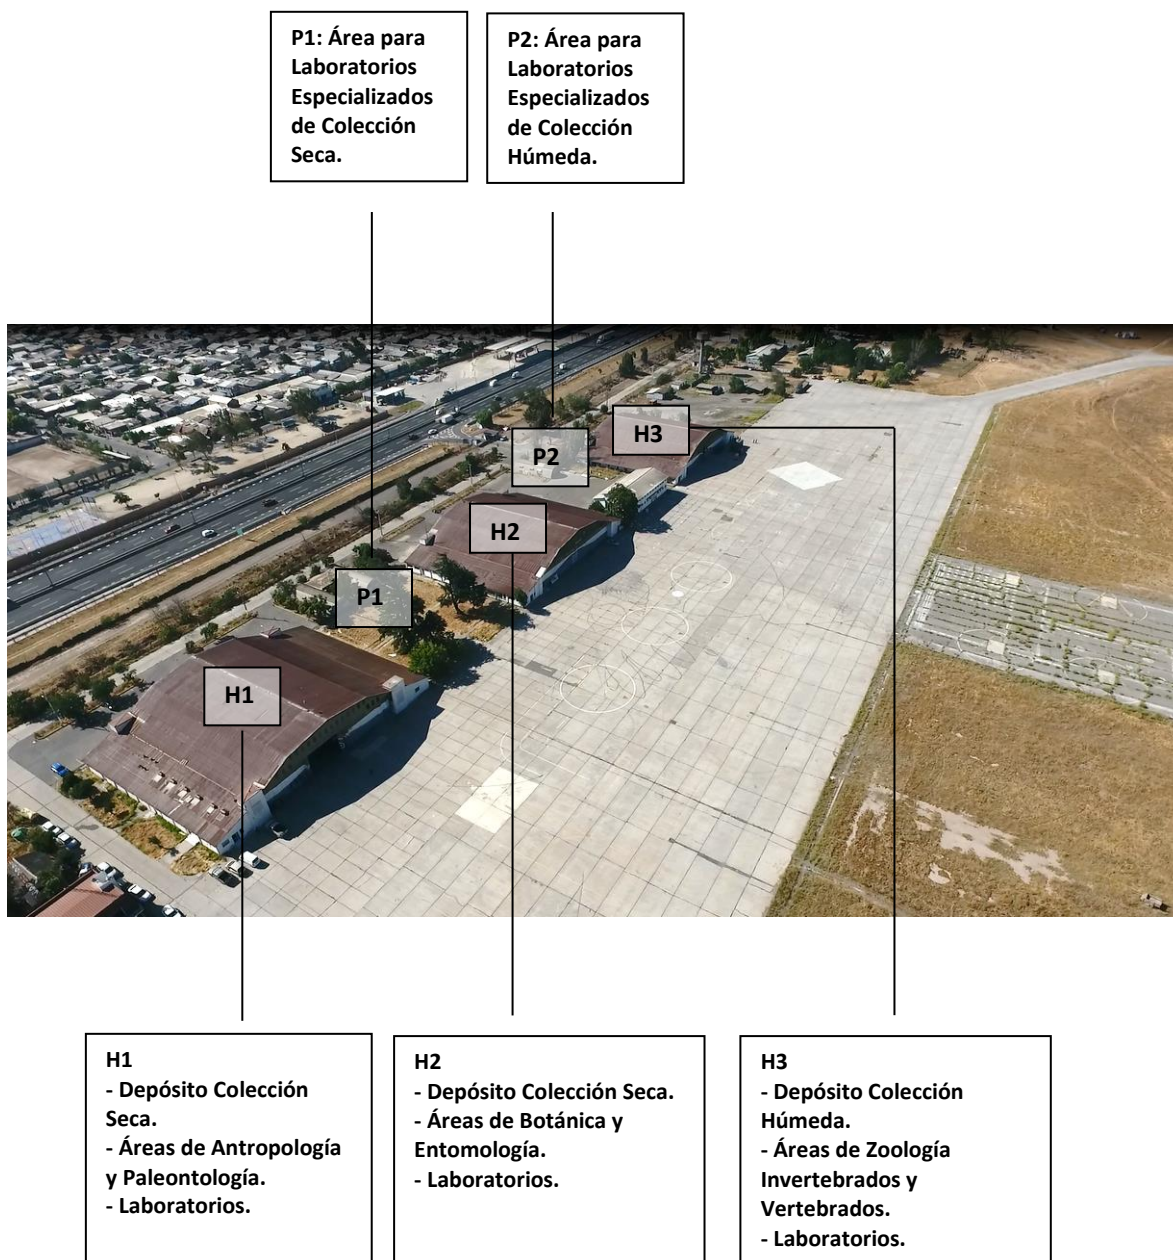 P1: Área para
Laboratorios
Especializados
de Colección
Seca.
P2: Área para
Laboratorios
Especializados
de Colección
Húmeda.
H3
P2
H2
P1
H1
H1
- Depósito Colección
Seca.
- Áreas de Antropología
y Paleontología.
- Laboratorios.
H2
- Depósito Colección Seca.
- Áreas de Botánica y
Entomología.
- Laboratorios.
H3
- Depósito Colección
Húmeda.
- Áreas de Zoología
Invertebrados y
Vertebrados.
- Laboratorios.